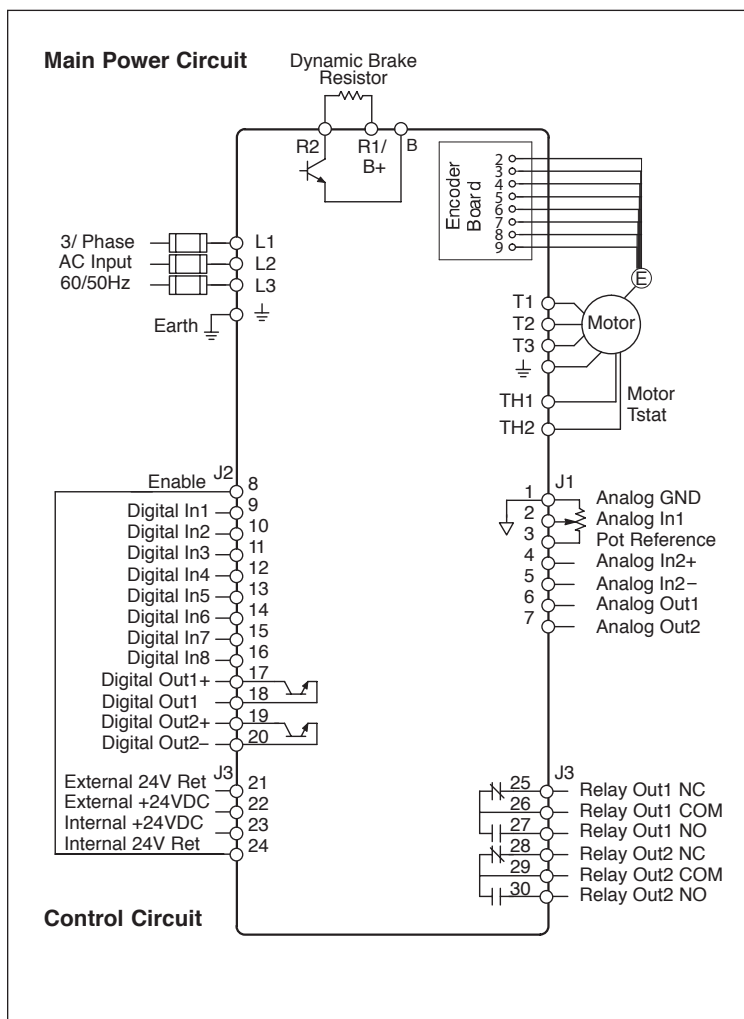 Main Power Circuit
Dynamic Brake
Resistor
R2
R1/
B+
B
Encoder
Board
2
3
4
5
6
7
8
9
3/ Phase
AC Input
60/50Hz
L1
L2
L3
Earth
E
T1
T2
T3
Motor
TH1
TH2
Motor
Tstat
J2
Enable 8
Digital In1 9
Digital In2 10
Digital In3 11
Digital In4 12
Digital In5 13
Digital In6 14
Digital In7 15
Digital In8 16
Digital Out1+ 17
Digital Out1 18
Digital Out2+ 19
Digital Out2– 20
J3
External 24V Ret 21
External +24VDC 22
Internal +24VDC 23
Internal 24V Ret 24
J1
1 Analog GND
2 Analog In1
3 Pot Reference
4 Analog In2+
5 Analog In2–
6 Analog Out1
7 Analog Out2
J3
25 Relay Out1 NC
26 Relay Out1 COM
27 Relay Out1 NO
28 Relay Out2 NC
29 Relay Out2 COM
30 Relay Out2 NO
Control Circuit